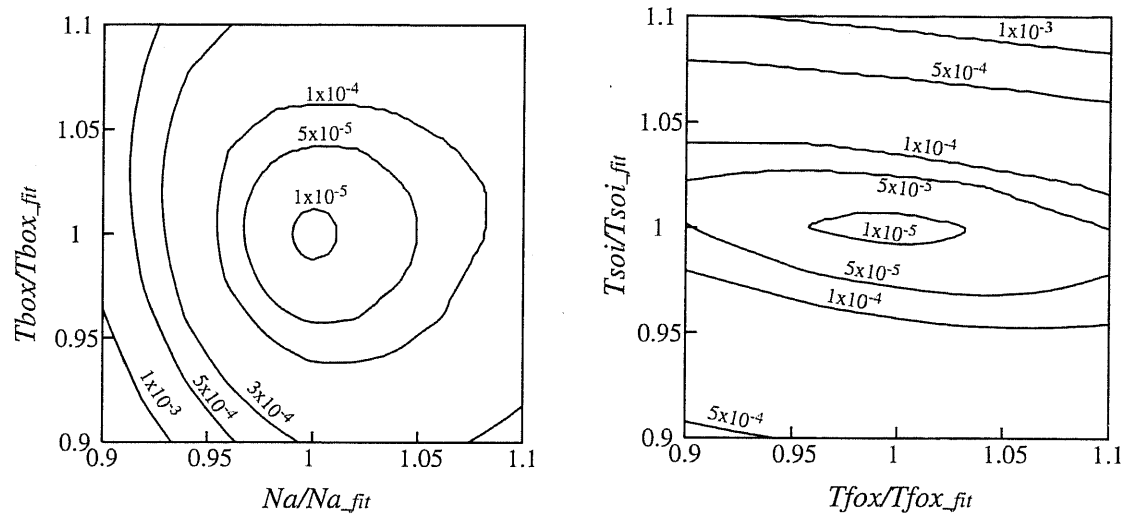 1.1
1.05
1
0.95
0.9
Tbox/Tbox_fit
1x10-4
5x10-5
1x10-5
1x10-3
5x10-4
3x10-4
0.9
0.95
1
1.05
1.1
Na/Na_fit
1.1
1.05
1
0.95
0.9
Tsoi/Tsoi_fit
1x10-3
5x10-4
1x10-4
5x10-5
1x10-5
5x10-5
1x10-4
5x10-4
0.9
0.95
1
1.05
1.1
Tfox/Tfox_fit